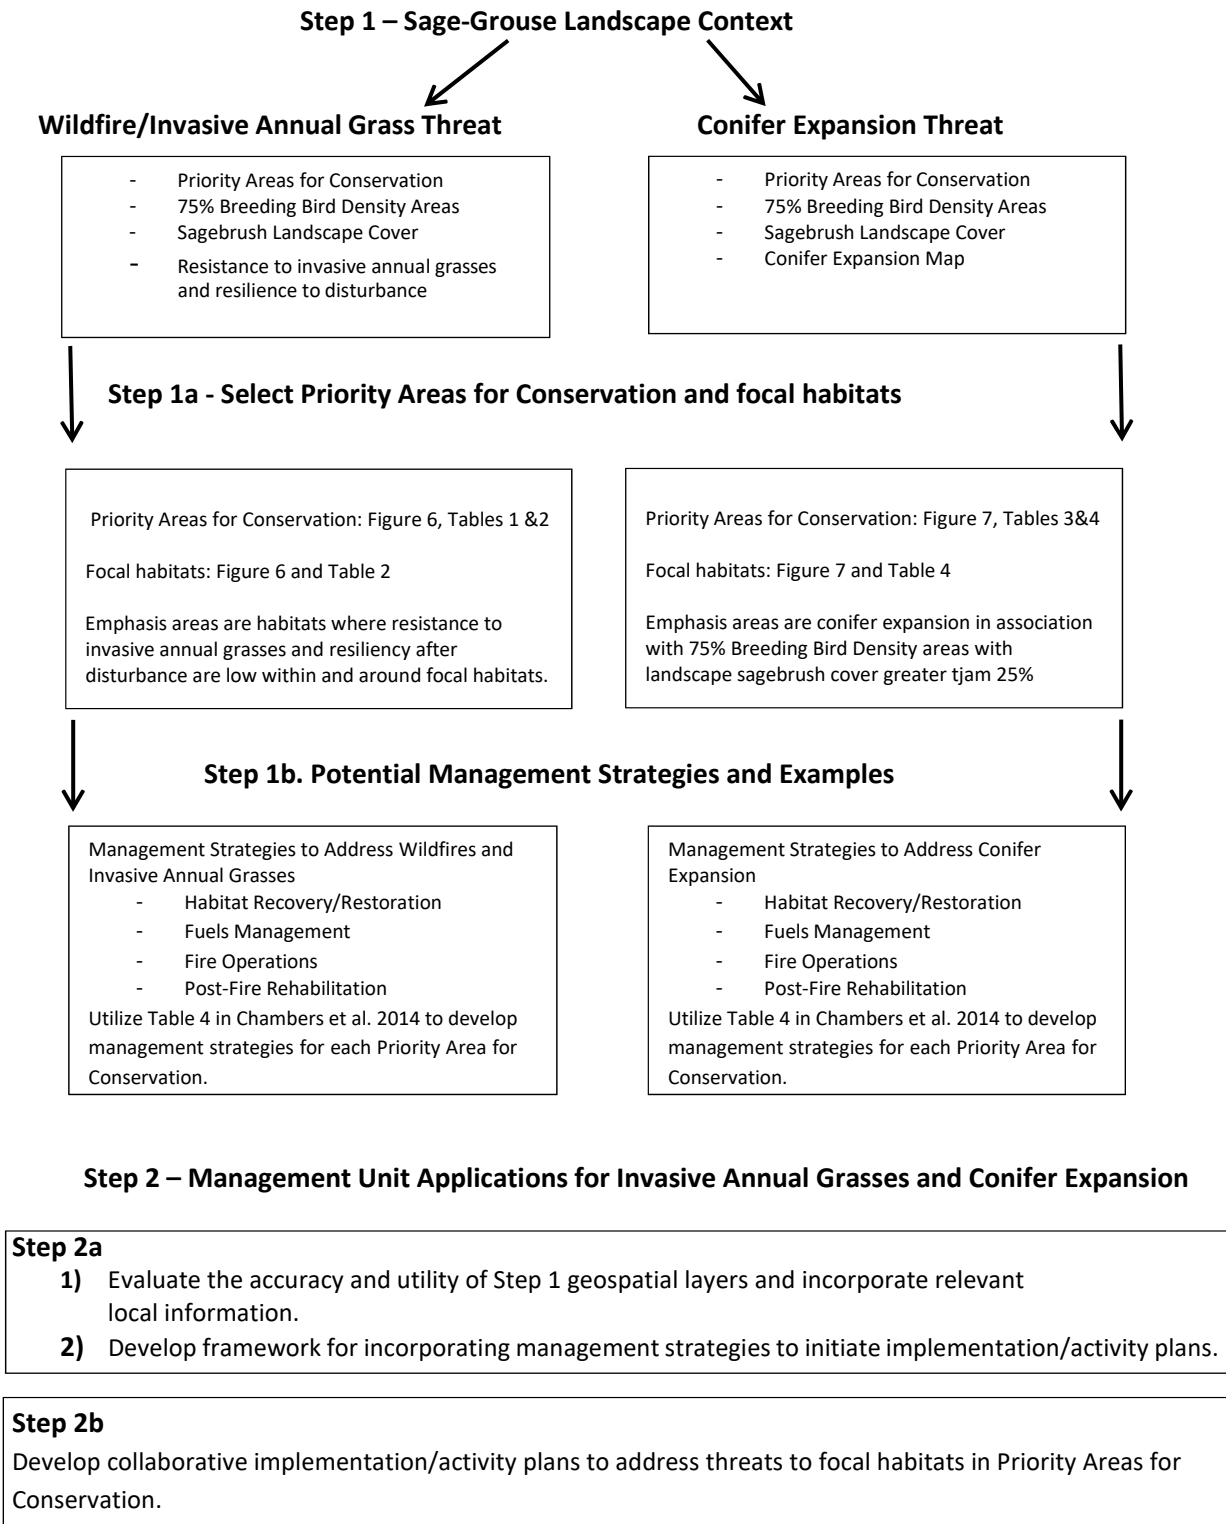 Step 1 – Sage-Grouse Landscape Context
Wildfire/Invasive Annual Grass Threat
- Priority Areas for Conservation
- 75% Breeding Bird Density Areas
- Sagebrush Landscape Cover
- Resistance to invasive annual grasses
and resilience to disturbance
Conifer Expansion Threat
- Priority Areas for Conservation
- 75% Breeding Bird Density Areas
- Sagebrush Landscape Cover
- Conifer Expansion Map
Step 1a - Select Priority Areas for Conservation and focal habitats
Priority Areas for Conservation: Figure 6, Tables 1 &2
Focal habitats: Figure 6 and Table 2
Emphasis areas are habitats where resistance to
invasive annual grasses and resiliency after
disturbance are low within and around focal habitats.
Priority Areas for Conservation: Figure 7, Tables 3&4
Focal habitats: Figure 7 and Table 4
Emphasis areas are conifer expansion in association
with 75% Breeding Bird Density areas with
landscape sagebrush cover greater tjam 25%
Step 1b. Potential Management Strategies and Examples
Management Strategies to Address Wildfires and
Invasive Annual Grasses
- Habitat Recovery/Restoration
- Fuels Management
- Fire Operations
- Post-Fire Rehabilitation
Utilize Table 4 in Chambers et al. 2014 to develop
management strategies for each Priority Area for
Conservation.
Management Strategies to Address Conifer
Expansion
- Habitat Recovery/Restoration
- Fuels Management
- Fire Operations
- Post-Fire Rehabilitation
Utilize Table 4 in Chambers et al. 2014 to develop
management strategies for each Priority Area for
Conservation.
Step 2 – Management Unit Applications for Invasive Annual Grasses and Conifer Expansion
Step 2a
1) Evaluate the accuracy and utility of Step 1 geospatial layers and incorporate relevant
local information.
2) Develop framework for incorporating management strategies to initiate implementation/activity plans.
Step 2b
Develop collaborative implementation/activity plans to address threats to focal habitats in Priority Areas for
Conservation.